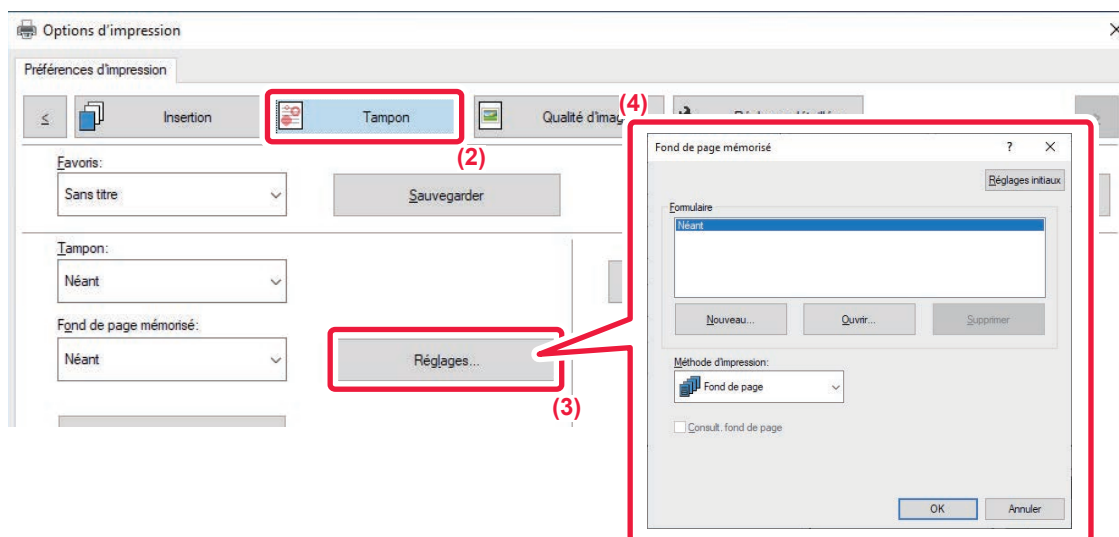 Options d'impression
Préférences d'impression
Insertion
Tampon
Qualité d'imag
(4)
(2)
Favoris:
Sans titre
Sauvegarder
Tampon:
Néant
Fond de page mémorisé:
Néant
Réglages...
(3)
Fond de page mémorisé
? X
Réglages initiaux
Formulaire
Néant
Nouveau...
Ouvrir...
Supprimer
Méthode d'impression:
Fond de page
Consult. fond de page
OK
Annuler